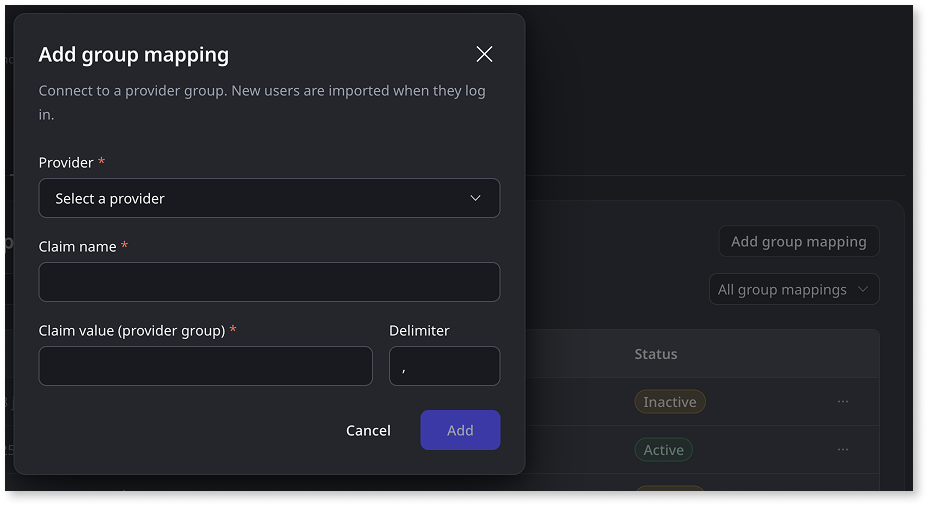 Add group mapping
Connect to a provider group. New users are imported when they log
in.
Provider *
Select a provider
Claim name *
Claim value (provider group) *
Delimiter
,
Cancel
Add
Add group mapping
All group mappings
Status
Inactive
Active